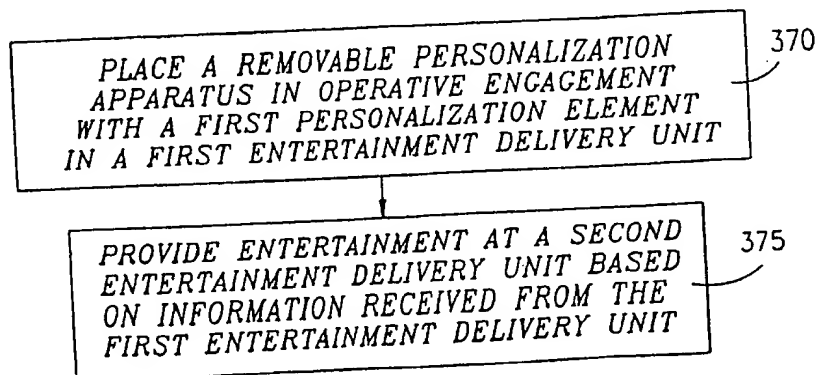 PLACE A REMOVABLE PERSONALIZATION
APPARATUS IN OPERATIVE ENGAGEMENT
WITH A FIRST PERSONALIZATION ELEMENT
IN A FIRST ENTERTAINMENT DELIVERY UNIT
370
PROVIDE ENTERTAINMENT AT A SECOND
ENTERTAINMENT DELIVERY UNIT BASED
ON INFORMATION RECEIVED FROM THE
FIRST ENTERTAINMENT DELIVERY UNIT
375